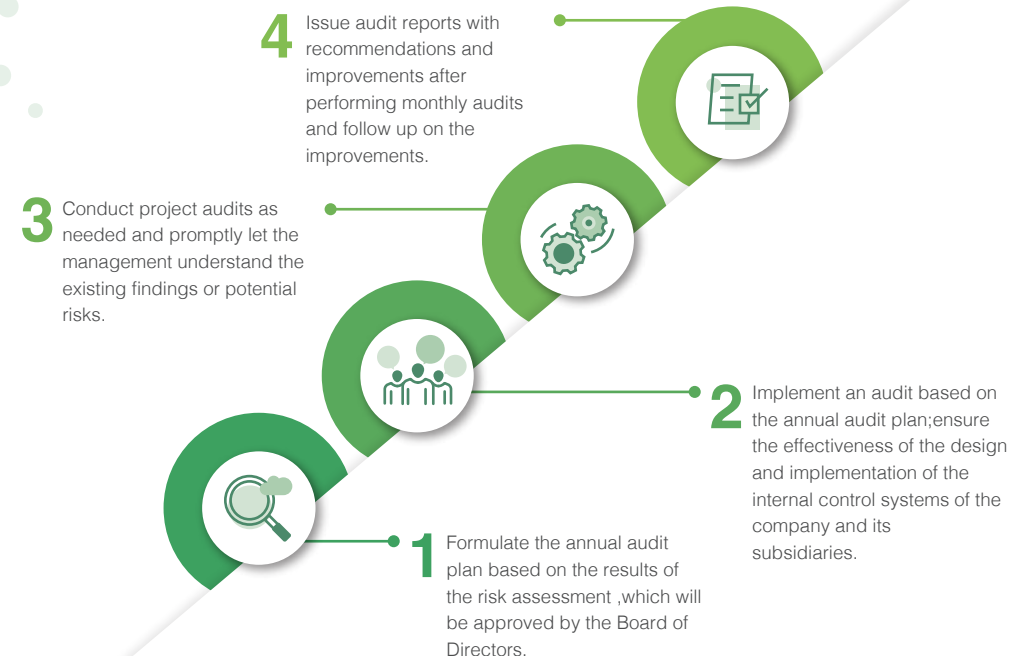 4
Issue audit reports with
recommendations and
improvements after
performing monthly audits
and follow up on the
improvements.
3
Conduct project audits as
needed and promptly let the
management understand the
existing findings or potential
risks.
2
Implement an audit based on
the annual audit plan;ensure
the effectiveness of the design
and implementation of the
internal control systems of the
company and its
subsidiaries.
1
Formulate the annual audit
plan based on the results of
the risk assessment ,which will
be approved by the Board of
Directors.